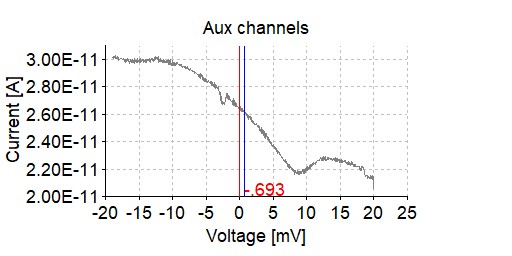 Aux channels
Current [A]
3.00E-11
2.80E-11
2.60E-11
2.40E-11
2.20E-11
2.00E-11
-.693
-20 -15 -10 -5 0 5 10 15 20 25
Voltage [mV]